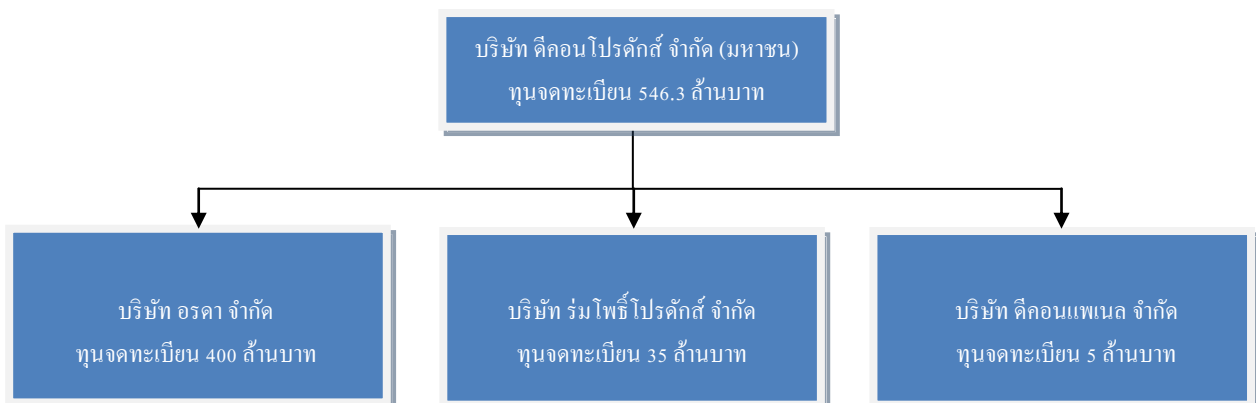 บริษัท ดีคอนโปรดักส์ จำกัด (มหาชน)
ทุนจดทะเบียน 546.3 ล้านบาท
บริษัท อรดา จำกัด
ทุนจดทะเบียน 400 ล้านบาท
บริษัท ร่มโพธิ์โปรดักส์ จำกัด
ทุนจดทะเบียน 35 ล้านบาท
บริษัท ดีคอนแพเนล จำกัด
ทุนจดทะเบียน 5 ล้านบาท